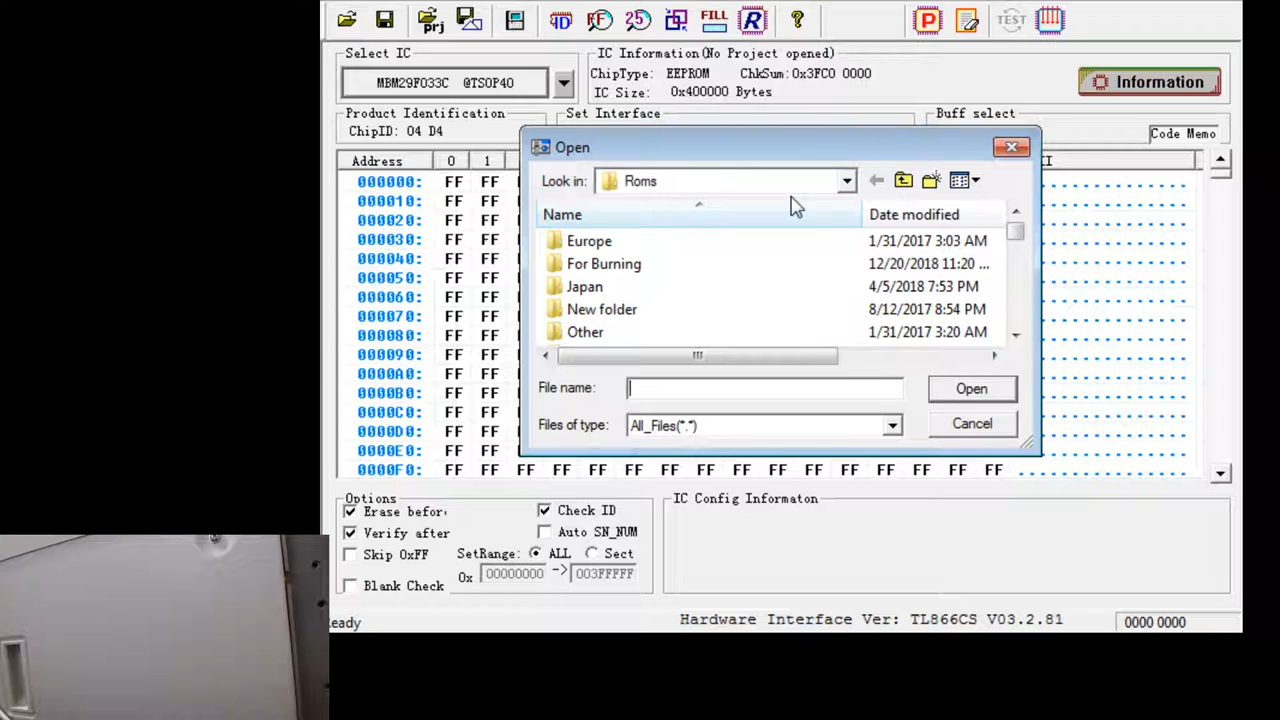 prj
ID
RF
25
FILL
R
?
P
TEST
Select IC
MBM29F033C @TSOP40
IC Information(No Project opened)
ChipType: EEPROM ChkSum:0x3FC0 0000
IC Size: 0x400000 Bytes
Information
Product Identification
ChipID: 04 D4
Set Interface
Buff select
Code Memo
Address 0 1
000000: FF FF
000010: FF FF
000020: FF FF
000030: FF FF
000040: FF FF
000050: FF FF
000060: FF FF
000070: FF FF
000080: FF FF
000090: FF FF
0000A0: FF FF
0000B0: FF FF
0000C0: FF FF
0000D0: FF FF
0000E0: FF FF
0000F0: FF FF FF FF FF FF FF FF FF FF FF FF FF FF FF FF
Open
Look in: Roms
Name Date modified
Europe 1/31/2017 3:03 AM
For Burning 12/20/2018 11:20 ...
Japan 4/5/2018 7:53 PM
New folder 8/12/2017 8:54 PM
Other 1/31/2017 3:20 AM
File name:
Open
Files of type: All_Files(*.*)
Cancel
Options
Erase befor
Check ID
Verify after
Auto SN_NUM
Skip 0xFF
SetRange: ALL Sect
Blank Check
0x 00000000 -> 003FFFFF
IC Config Informaton
eady
Hardware Interface Ver: TL866CS V03.2.81
0000 0000